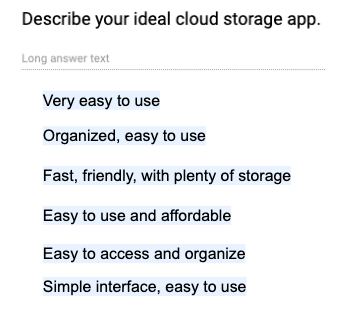 Describe your ideal cloud storage app.
Long answer text
Very easy to use
Organized, easy to use
Fast, friendly, with plenty of storage
Easy to use and affordable
Easy to access and organize
Simple interface, easy to use